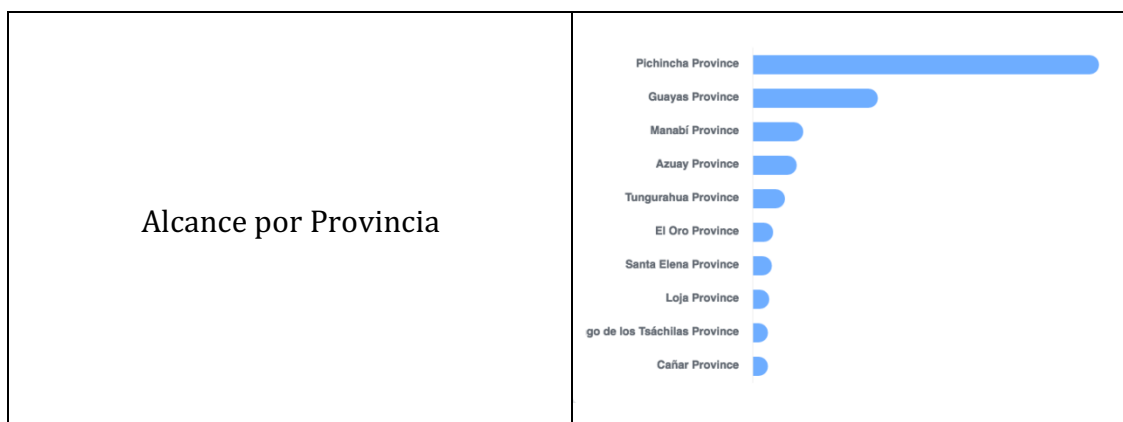 Alcance por Provincia
Pichincha Province
Guayas Province
Manabí Province
Azuay Province
Tungurahua Province
El Oro Province
Santa Elena Province
Loja Province
go de los Tsáchilas Province
Cañar Province